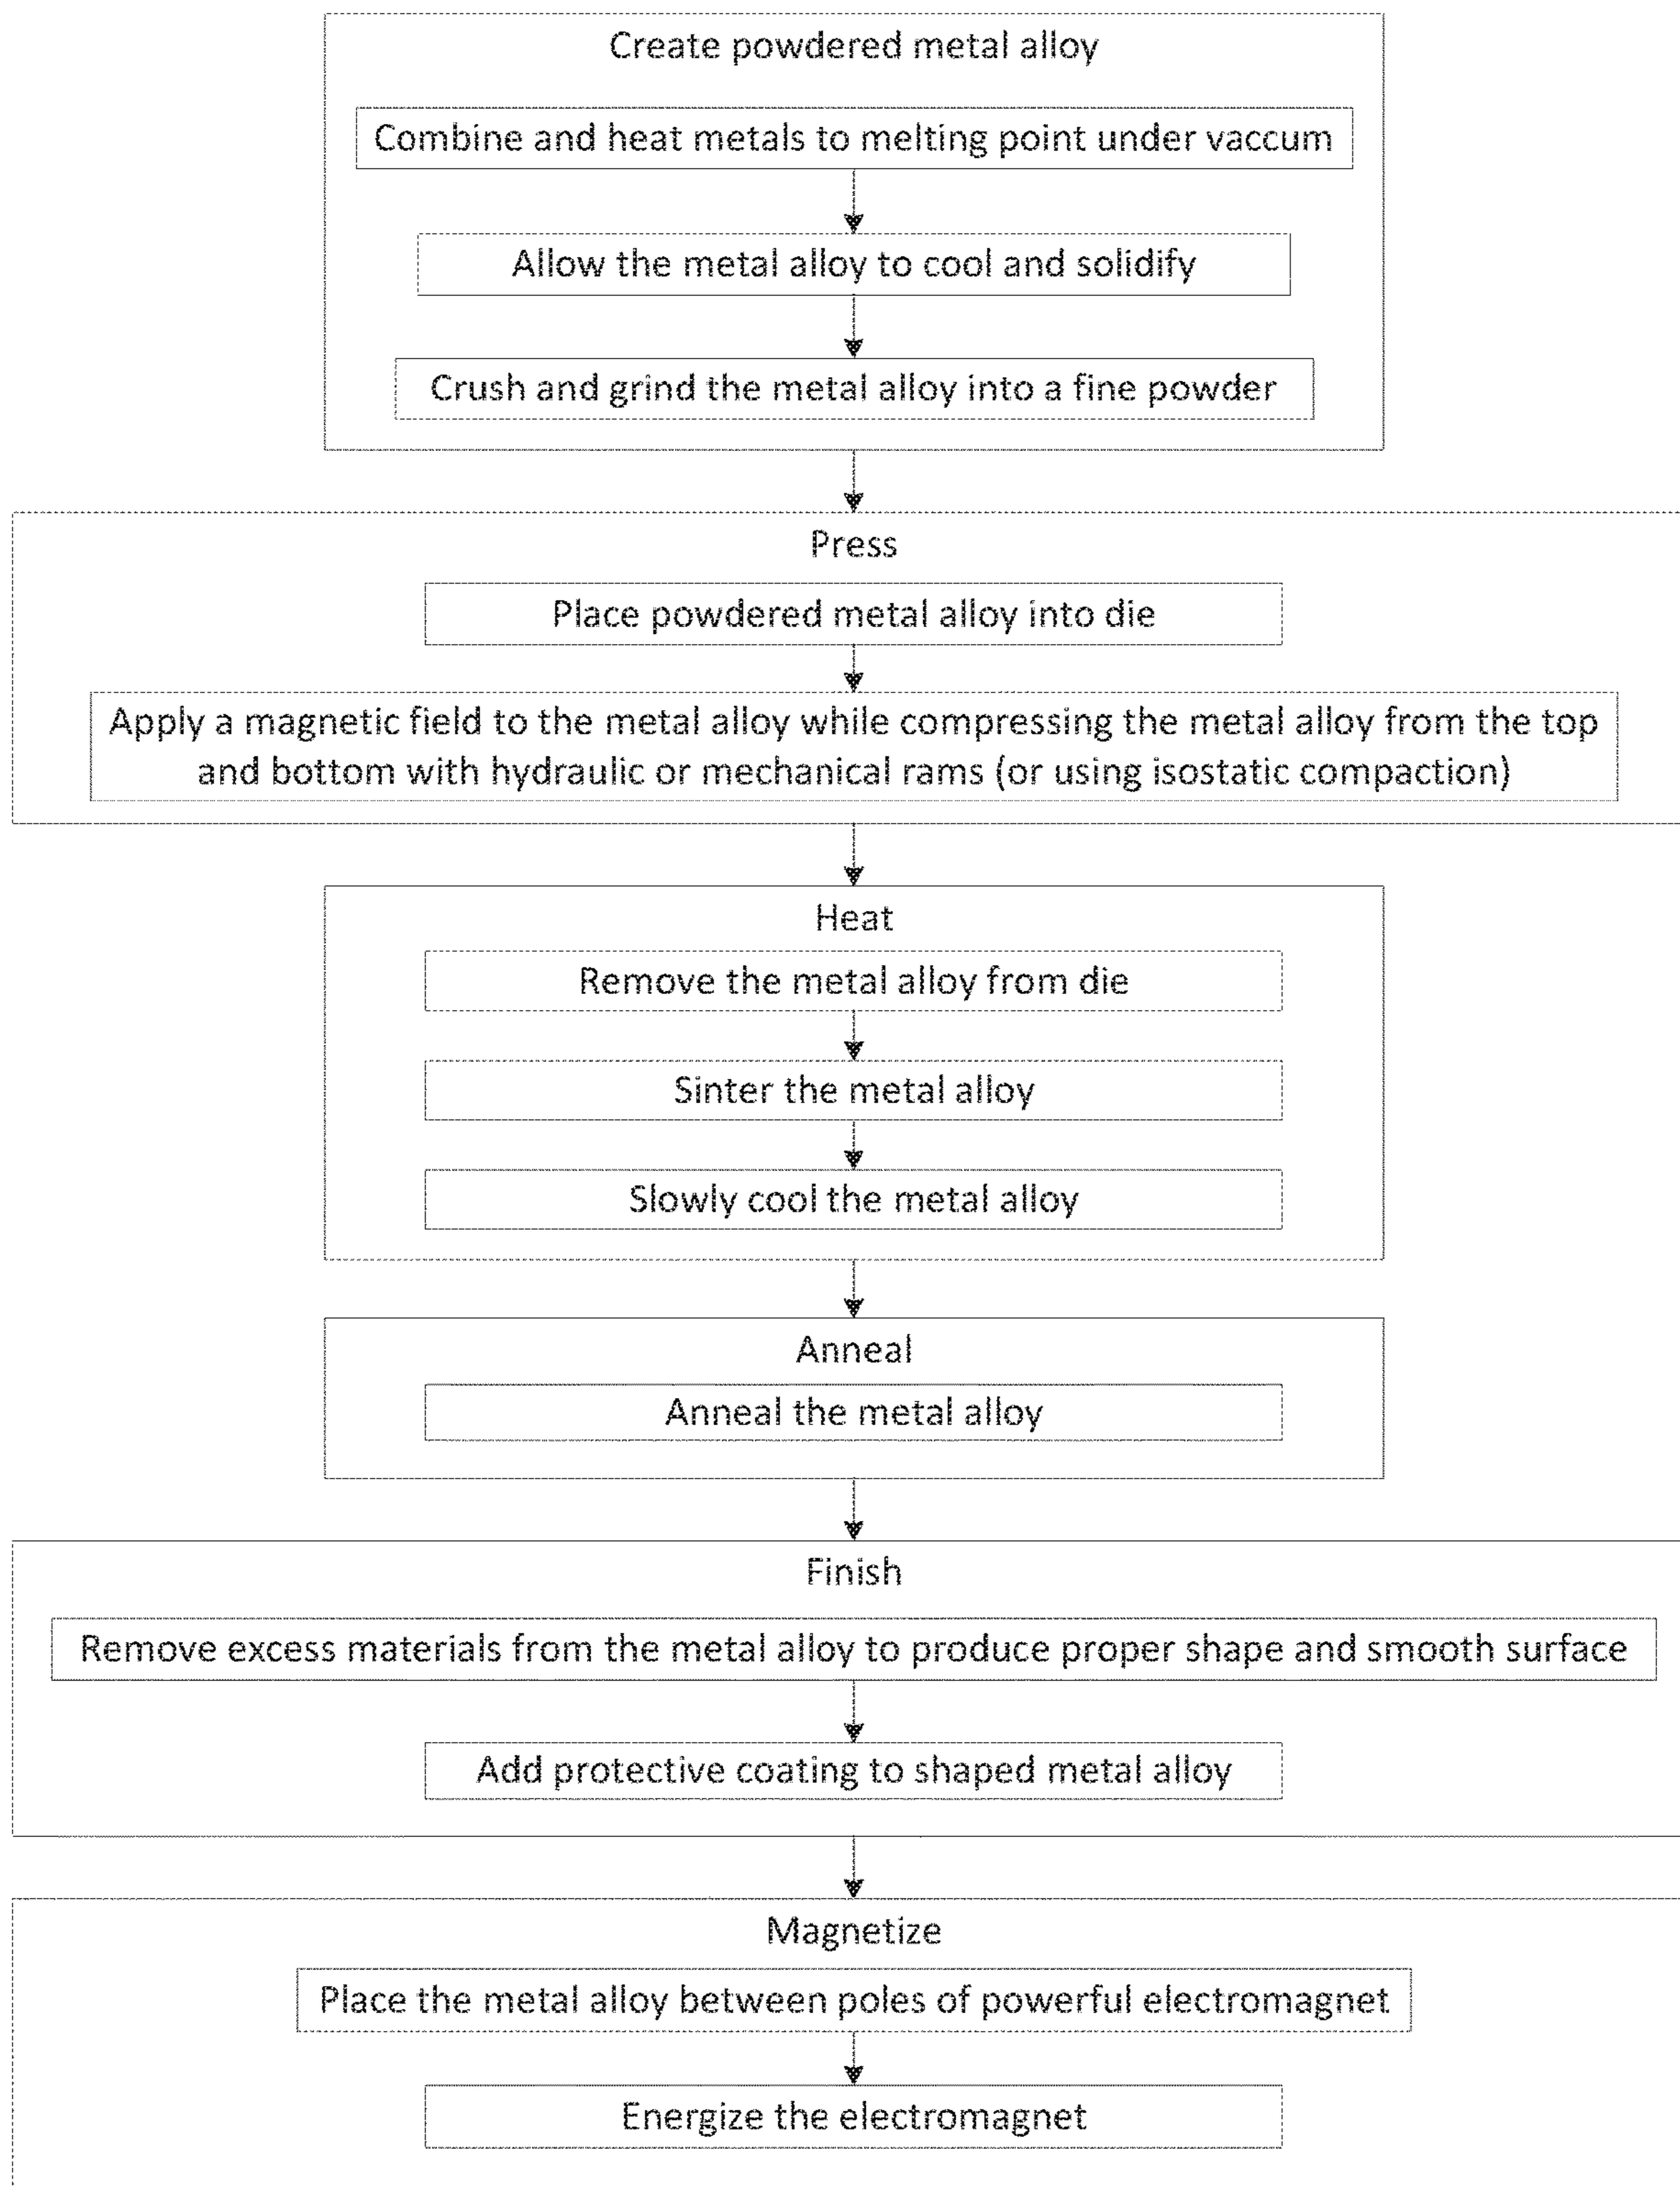 Create powdered metal alloy
Combine and heat metals to melting point under vaccum
Allow the metal alloy to cool and solidify
Crush and grind the metal alloy into a fine powder
Press
Place powdered metal alloy into die
Apply a magnetic field to the metal alloy while compressing the metal alloy from the top
and bottom with hydraulic or mechanical rams (or using isostatic compaction)
Heat
Remove the metal alloy from die
Sinter the metal alloy
Slowly cool the metal alloy
Anneal
Anneal the metal alloy
Finish
Remove excess materials from the metal alloy to produce proper shape and smooth surface
Add protective coating to shaped metal alloy
Magnetize
Place the metal alloy between poles of powerful electromagnet
Energize the electromagnet